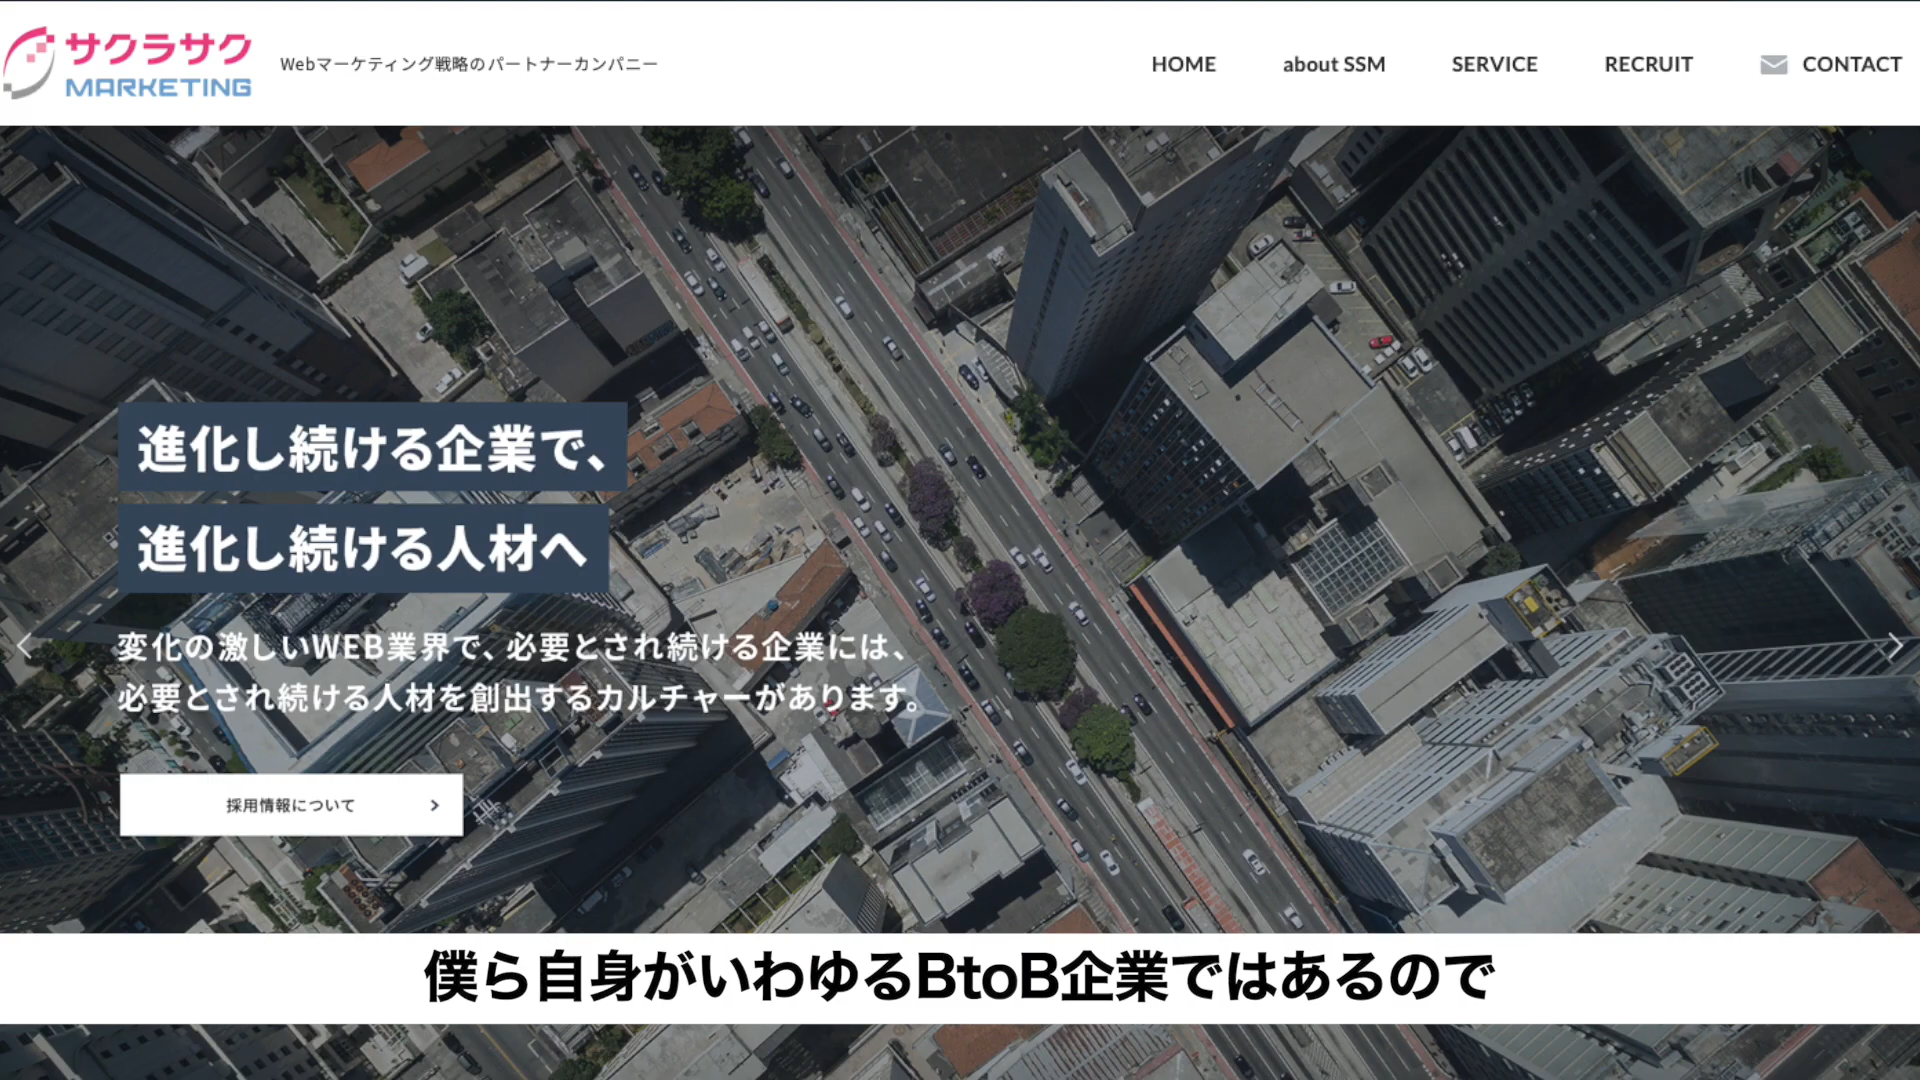 サクラサク
MARKETING
Webマーケティング戦略のパートナーカンパニー
HOME
about SSM
SERVICE
RECRUIT
CONTACT
進化し続ける企業で、
進化し続ける人材へ
変化の激しいWEB業界で、必要とされ続ける企業には、
必要とされ続ける人材を創出するカルチャーがあります。
採用情報について
僕ら自身がいわゆるBtoB企業ではあるので